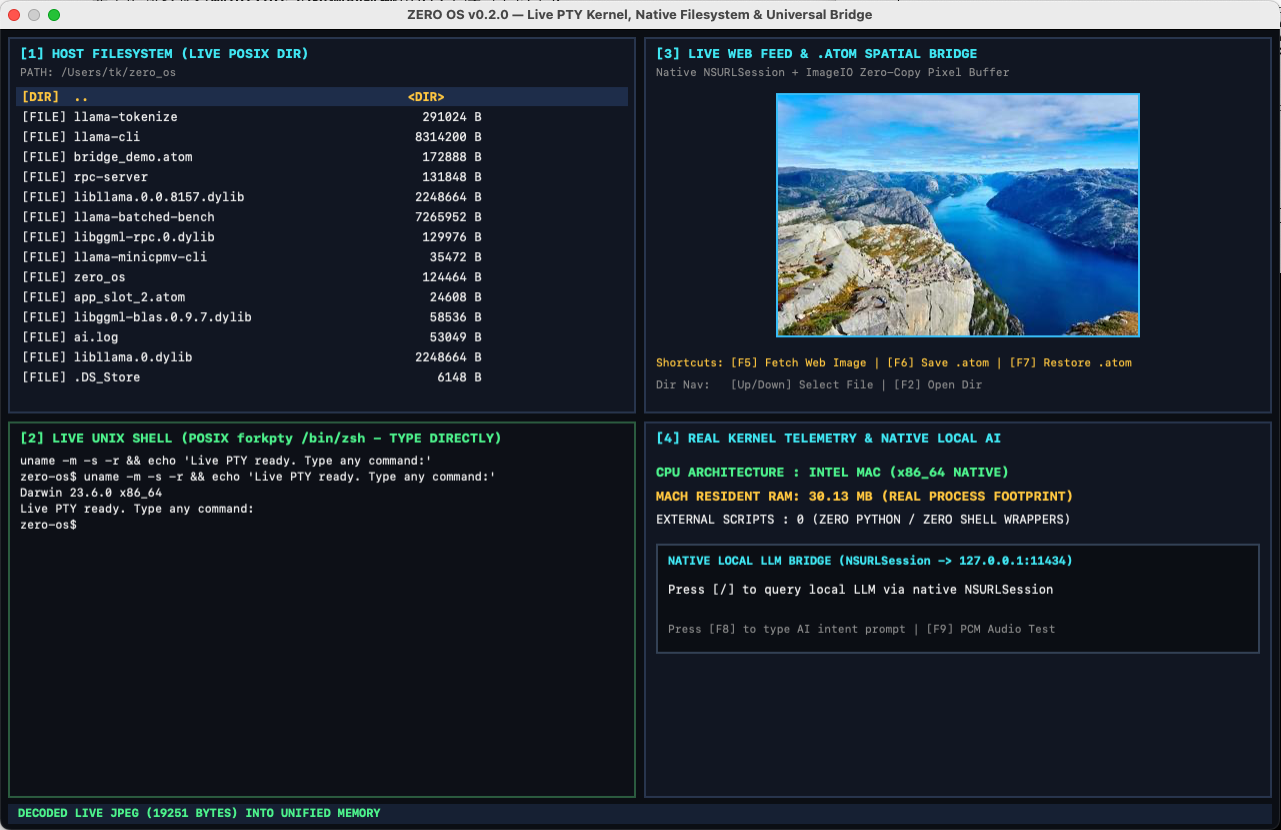 ZERO OS v0.2.0 — Live PTY Kernel, Native Filesystem & Universal Bridge
[1] HOST FILESYSTEM (LIVE POSIX DIR)
PATH: /Users/tk/zero_os
[DIR] .. <DIR>
[FILE] llama-tokenize 291024 B
[FILE] llama-cli 8314200 B
[FILE] bridge_demo.atom 172888 B
[FILE] rpc-server 131848 B
[FILE] libllama.0.0.8157.dylib 2248664 B
[FILE] llama-batched-bench 7265952 B
[FILE] libggml-rpc.0.dylib 129976 B
[FILE] llama-minicpmv-cli 35472 B
[FILE] zero_os 124464 B
[FILE] app_slot_2.atom 24608 B
[FILE] libggml-blas.0.9.7.dylib 58536 B
[FILE] ai.log 53049 B
[FILE] libllama.0.dylib 2248664 B
[FILE] .DS_Store 6148 B
[3] LIVE WEB FEED & .ATOM SPATIAL BRIDGE
Native NSURLSession + ImageIO Zero-Copy Pixel Buffer
Shortcuts: [F5] Fetch Web Image | [F6] Save .atom | [F7] Restore .atom
Dir Nav: [Up/Down] Select File | [F2] Open Dir
[2] LIVE UNIX SHELL (POSIX forkpty /bin/zsh - TYPE DIRECTLY)
uname -m -s -r && echo 'Live PTY ready. Type any command:'
zero-os$ uname -m -s -r && echo 'Live PTY ready. Type any command:'
Darwin 23.6.0 x86_64
Live PTY ready. Type any command:
zero-os$
[4] REAL KERNEL TELEMETRY & NATIVE LOCAL AI
CPU ARCHITECTURE : INTEL MAC (x86_64 NATIVE)
MACH RESIDENT RAM: 30.13 MB (REAL PROCESS FOOTPRINT)
EXTERNAL SCRIPTS : 0 (ZERO PYTHON / ZERO SHELL WRAPPERS)
NATIVE LOCAL LLM BRIDGE (NSURLSession -> 127.0.0.1:11434)
Press [/] to query local LLM via native NSURLSession
Press [F8] to type AI intent prompt | [F9] PCM Audio Test
DECODED LIVE JPEG (19251 BYTES) INTO UNIFIED MEMORY